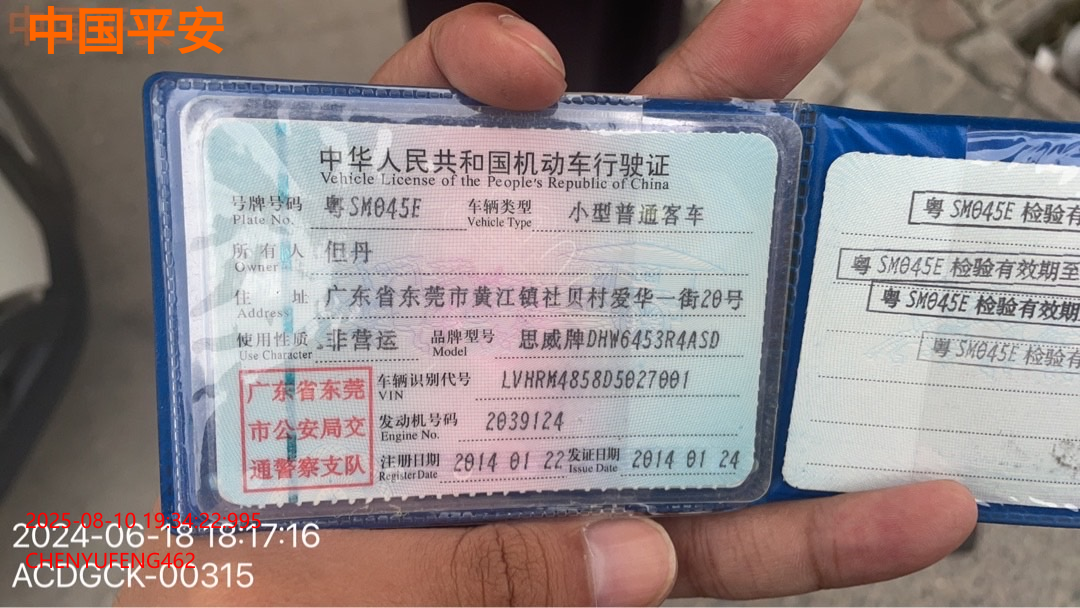 中国平安
中华人民共和国机动车行驶证
Vehicle License of the People's Republic of China
号牌号码 粤SM045E 车辆类型 小型普通客车
Plate No. Vehicle Type
所有人 但丹
Owner
住址 广东省东莞市黄江镇社贝村爱华一街20号
Address
使用性质 非营运 品牌型号 思威牌DHW6453R4ASD
Use Character Model
广东省东莞
市公安局交
通警察支队
车辆识别代号 LVHRM4858D5027001
VIN
发动机号码 2039124
Engine No.
注册日期 2014 01 22 发证日期 2014 01 24
Register Date Issue Date
粤SM045E检验有
粤SM045E检验有效期至
粤SM045E检验有效期
粤SM045E检验有
2025-08-10 19:34:22:995
2024-06-18 18:17:16
CHENYUFENG462
ACDGCK-00315